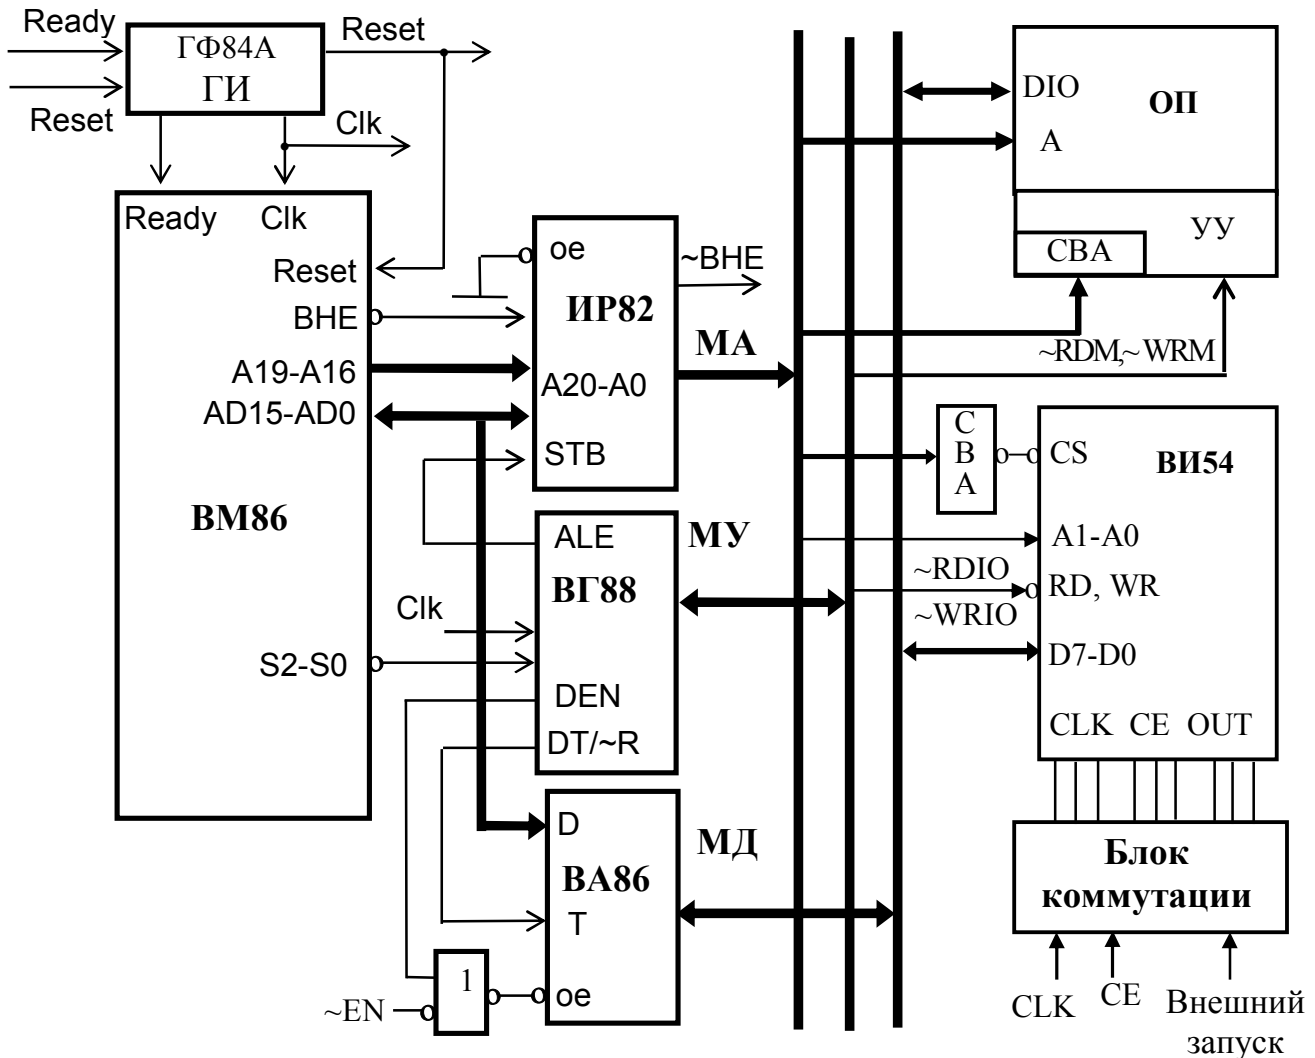 Ready
Reset
ГФ84А
ГИ
Reset
Clk
Ready
Clk
Reset
BHE
A19-A16
AD15-AD0
ВМ86
S2-S0
oe
ИР82
A20-A0
STB
~BHE
МА
ALE
ВГ88
Clk
DEN
DT/~R
МУ
D
ВА86
T
oe
МД
1
~EN
DIO
ОП
A
УУ
СВА
~RDM,~WRM
С
В
А
CS
ВИ54
A1-A0
~RDIO
RD, WR
~WRIO
D7-D0
CLK CE OUT
Блок
коммутации
CLK
CE
Внешний
запуск